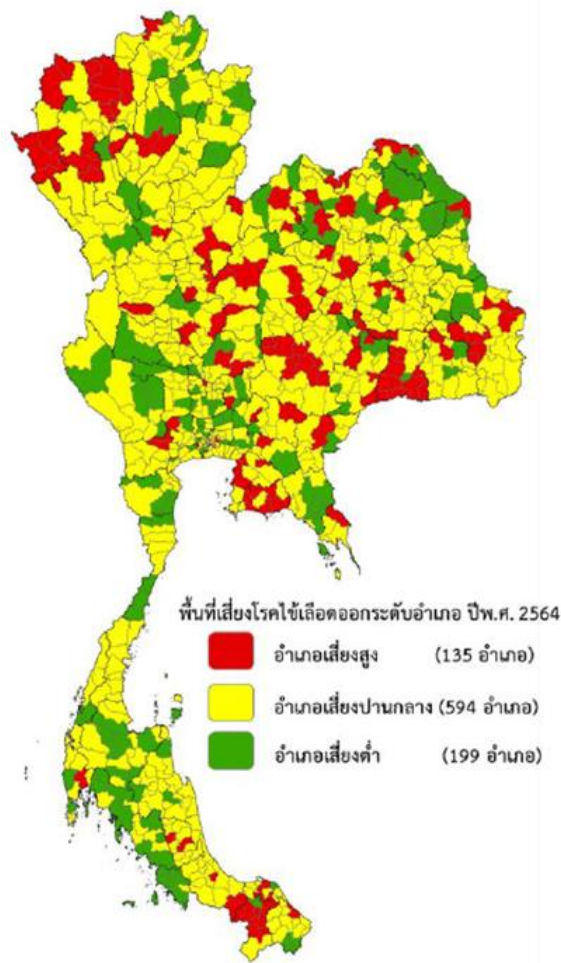 พื้นที่เสี่ยงโรคไข้เลือดออกระดับอำเภอ ปีพ.ศ. 2564
อำเภอเสี่ยงสูง (135 อำเภอ)
อำเภอเสี่ยงปานกลาง (594 อำเภอ)
อำเภอเสี่ยงต่ำ (199 อำเภอ)